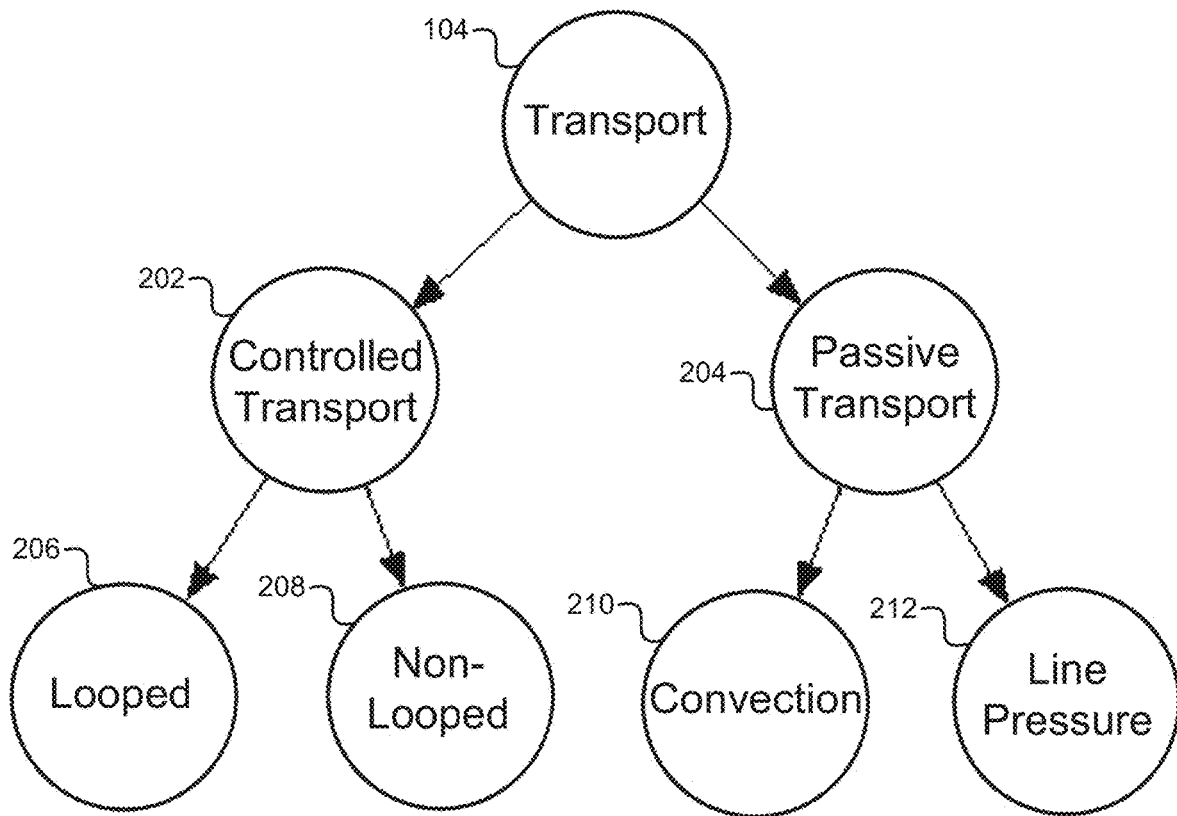 104
Transport
202
Controlled
Transport
204
Passive
Transport
206
Looped
208
Non-
Looped
210
Convection
212
Line
Pressure